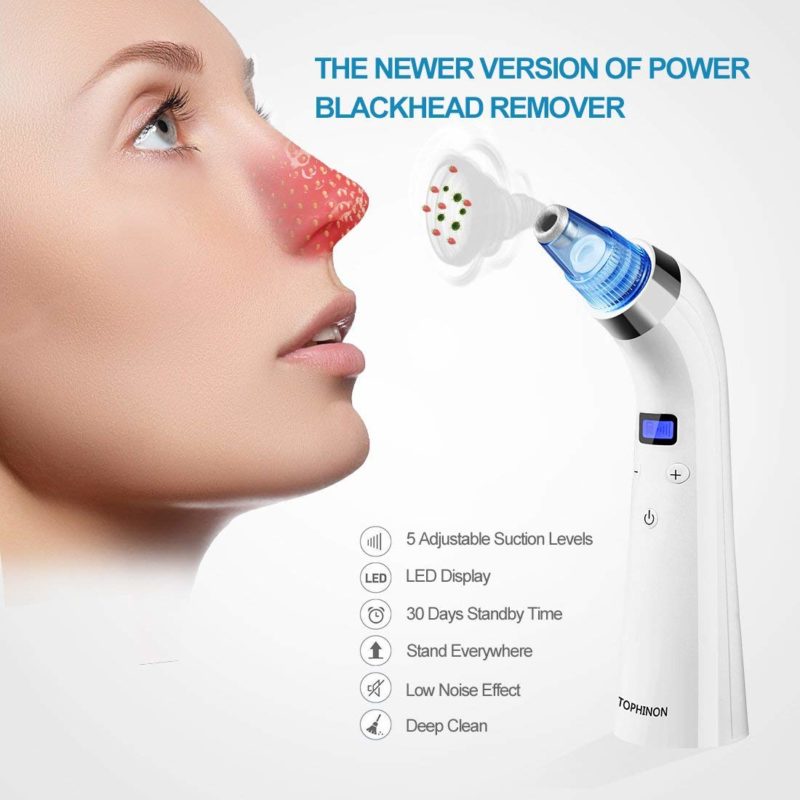 THE NEWER VERSION OF POWER
BLACKHEAD REMOVER
5 Adjustable Suction Levels
LED LED Display
30 Days Standby Time
Stand Everywhere
Low Noise Effect
Deep Clean
TOPHINON